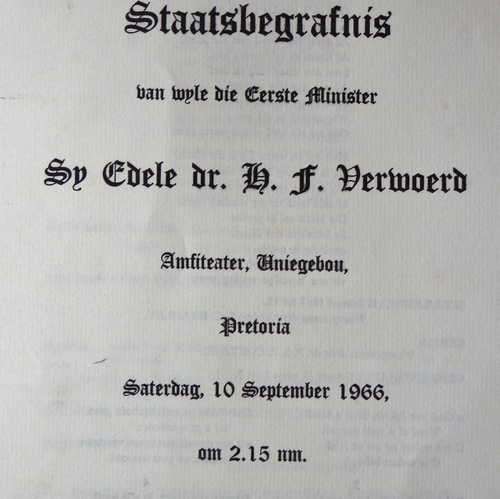 Staatsbegrafnis
van wyle die Eerste Minister
Sy Edele dr. H. F. Verwoerd
Amfiteater, Uniegebou,
Pretoria
Saterdag, 10 September 1966,
om 2.15 nm.